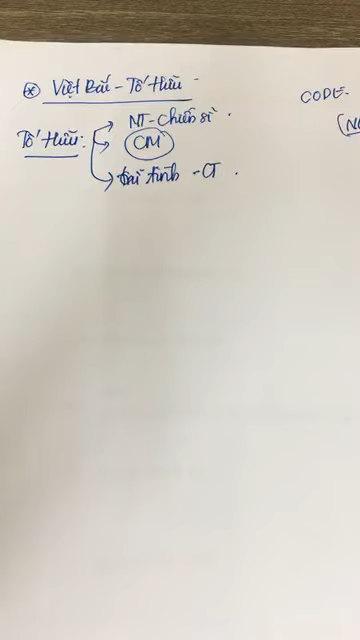 * Việt Bắc - Tố Hữu
CODE -
Tố Hữu: NT - Chiến sĩ.
CM
trữ tình - CT.